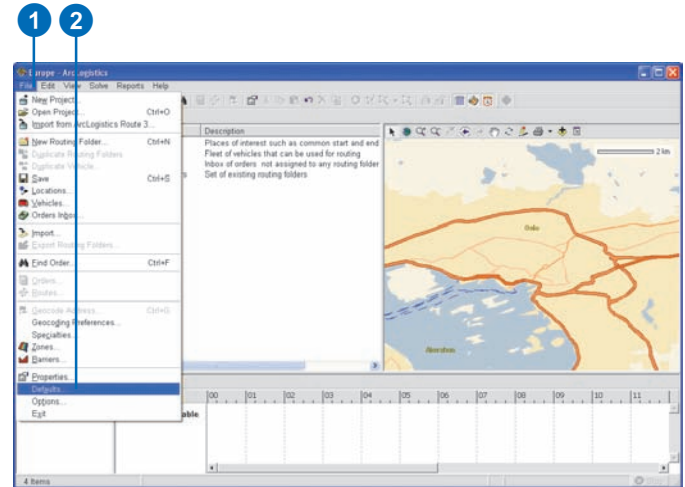 1 2
Europe - ArcLogistics
File Edit View Solve Reports Help
New Project...
Open Project... Ctrl+O
Import from ArcLogistics Route 3...
New Routing Folder... Ctrl+N
Duplicate Routing Folders
Duplicate Vehicle...
Save Ctrl+S
Locations...
Vehicles...
Orders Inbox...
Import...
Export Routing Folders...
Find Order... Ctrl+F
Orders...
Routes...
Geocode Address... Ctrl+G
Geocoding Preferences...
Specialties...
Zones...
Barriers...
Properties...
Defaults...
Options...
Exit
Description
Places of interest such as common start and end
Fleet of vehicles that can be used for routing
Inbox of orders not assigned to any routing folder
Set of existing routing folders
2 km
Oslo
00 01 02 03 04 05 06 07 08 09 10 11
able
4 Items